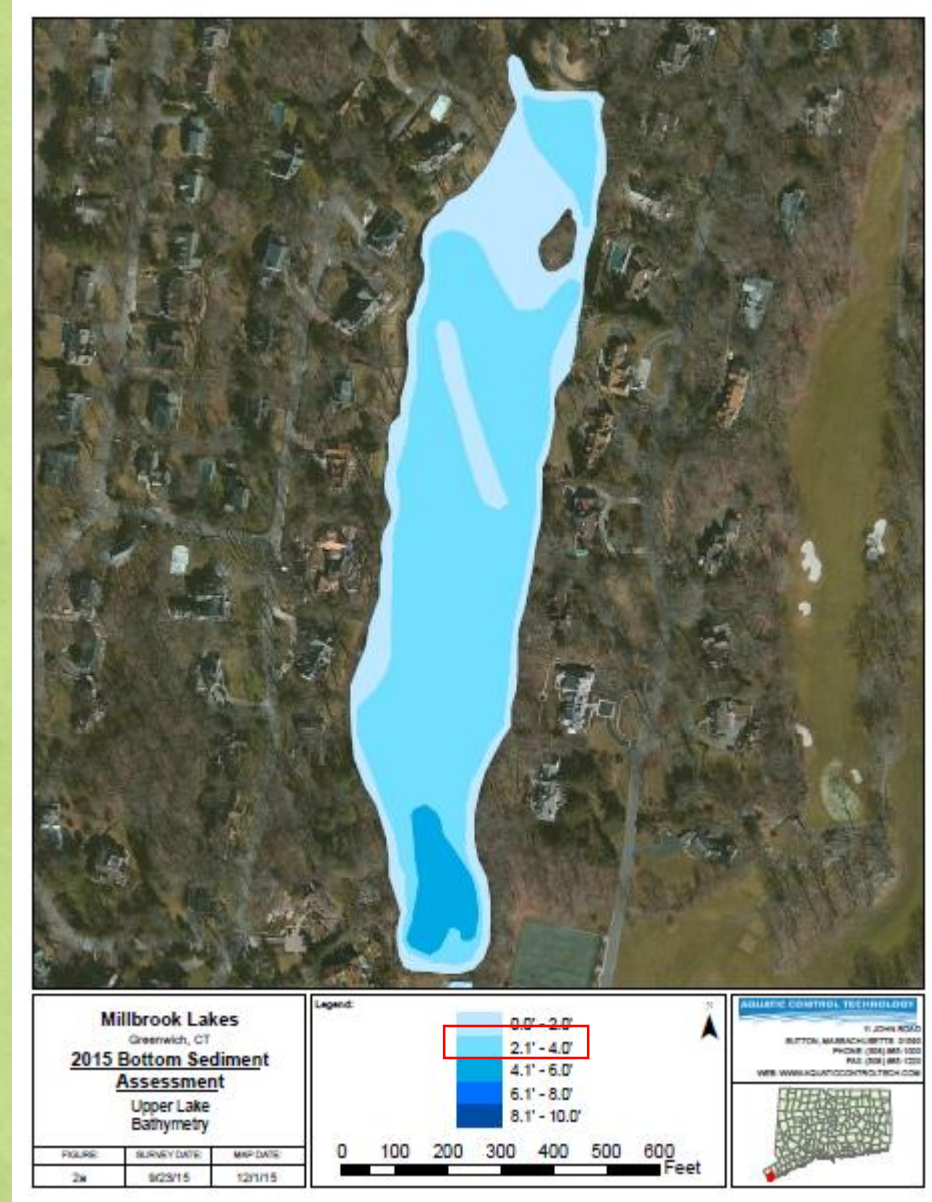 Millbrook Lakes
Greenwich, CT
2015 Bottom Sediment
Assessment
Upper Lake
Bathymetry
FIGURE:
SURVEY DATE:
MAP DATE:
2a
9/23/15
12/1/15
Legend:
0.0' - 2.0'
2.1' - 4.0'
4.1' - 6.0'
6.1' - 8.0'
8.1' - 10.0'
N
0 100 200 300 400 500 600
Feet
AQUATIC CONTROL TECHNOLOGY
11 JOHN ROAD
SUTTON, MASSACHUSETTS
PHONE: (508) 865-1000
FAX: (508) 865-1220
WEB: WWW.AQUATICCONTROLTECH.COM